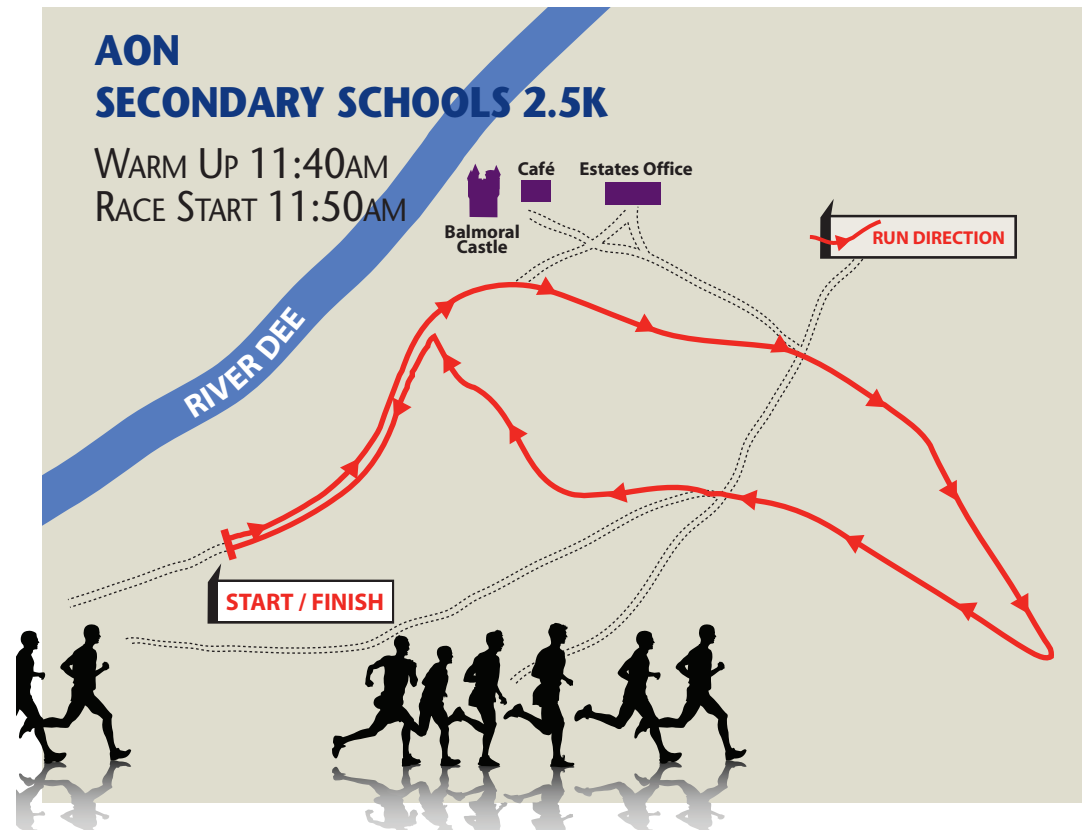 AON
SECONDARY SCHOOLS 2.5K
WARM UP 11:40AM
RACE START 11:50AM
Café
Estates Office
Balmoral
Castle
RUN DIRECTION
RIVER DEE
START / FINISH